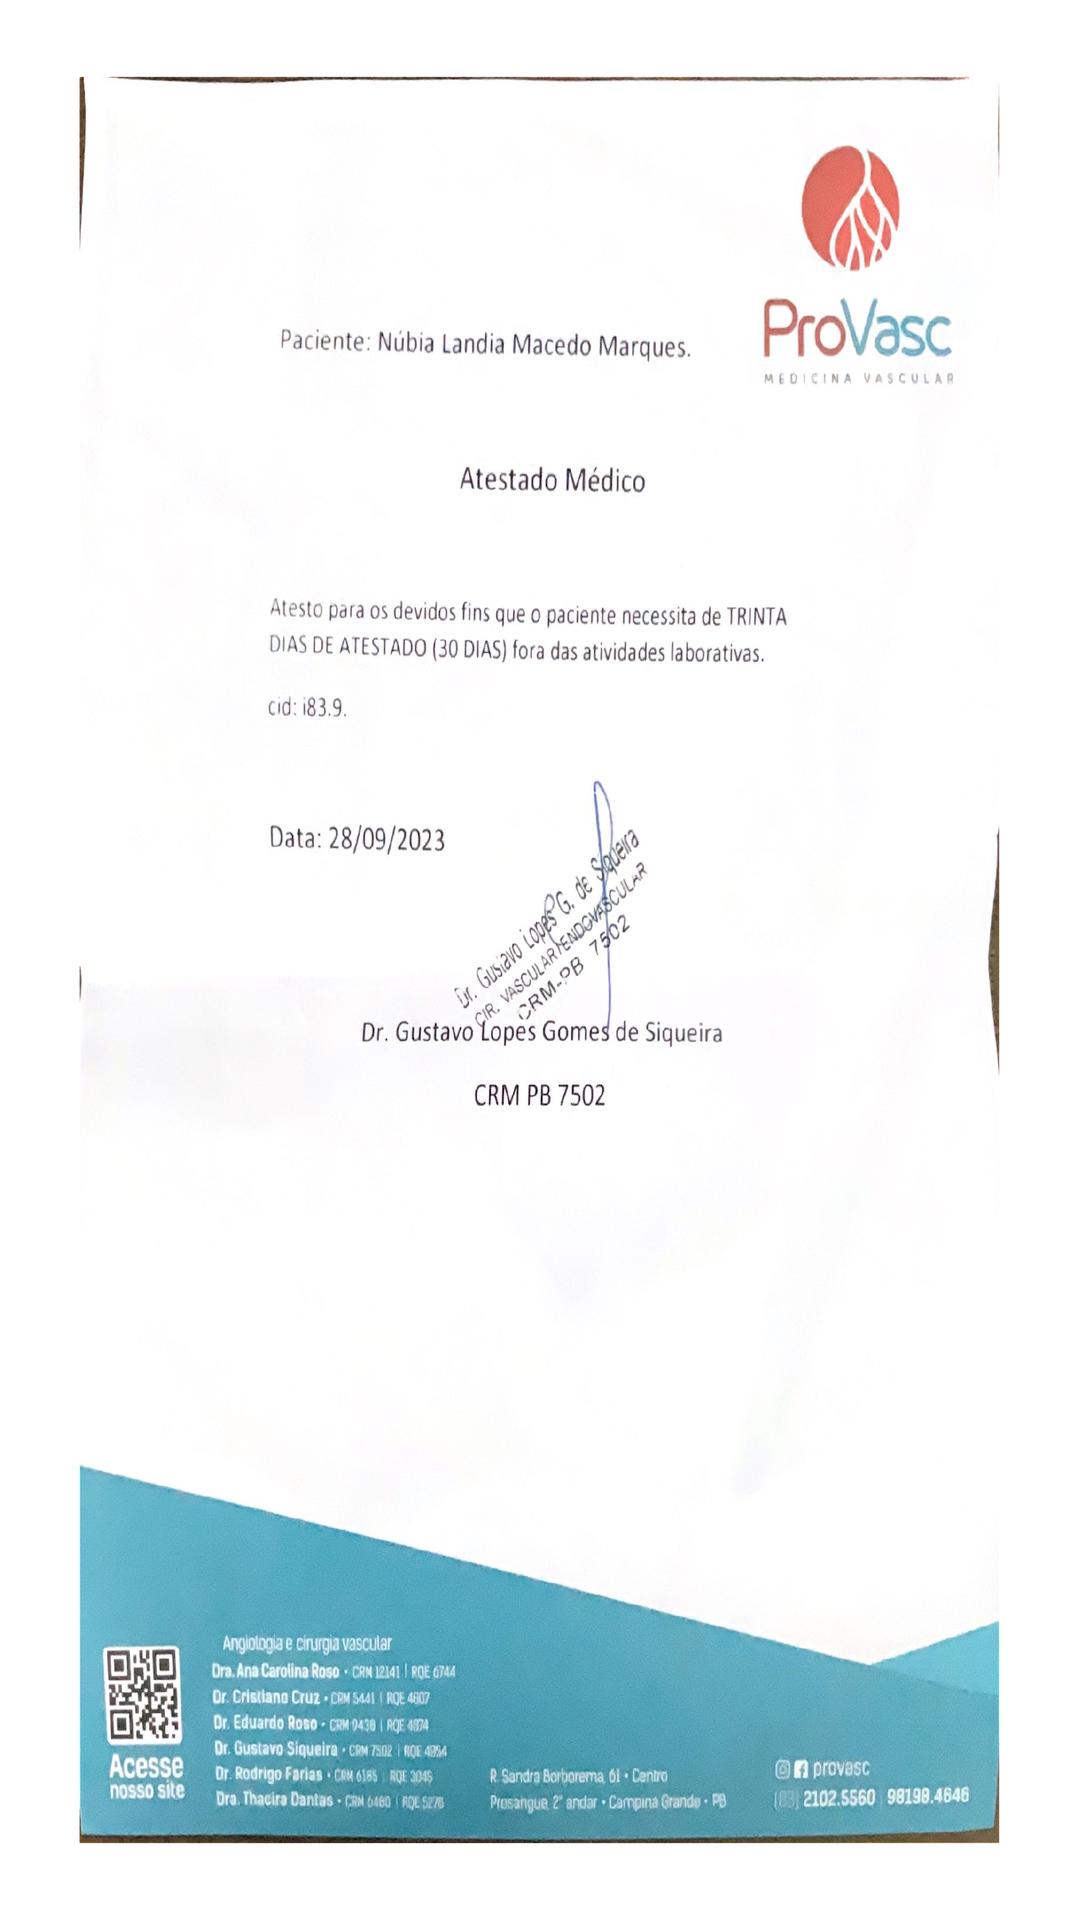 ProVasc
MEDICINA VASCULAR
Paciente: Núbia Landia Macedo Marques.
Atestado Médico
Atesto para os devidos fins que o paciente necessita de TRINTA
DIAS DE ATESTADO (30 DIAS) fora das atividades laborativas.
cid: i83.9.
Data: 28/09/2023
Dr. Gustavo Lopes G. de Siqueira
CIR. VASCULAR/ENDOVASCULAR
CRM-PB 7502
Dr. Gustavo Lopes Gomes de Siqueira
CRM PB 7502
Angiologia e cirurgia vascular
Dra. Ana Carolina Roso • CRM 12141 | RQE 6744
Dr. Cristiano Cruz • CRM 5441 | RQE 4607
Dr. Eduardo Roso • CRM 9438 | RQE
Dr. Gustavo Siqueira • CRM 7502 | RQE
Dr. Rodrigo Farias • CRM 6185 | RQE 3045
Dra. Thacira Dantas • CRM 6480 | RQE
Acesse
nosso site
R. Sandra Borborema, 61 • Centro
Prosangue, 2° andar • Campina Grande - PB
provasc
(83) 2102.5560 | 98198.4646